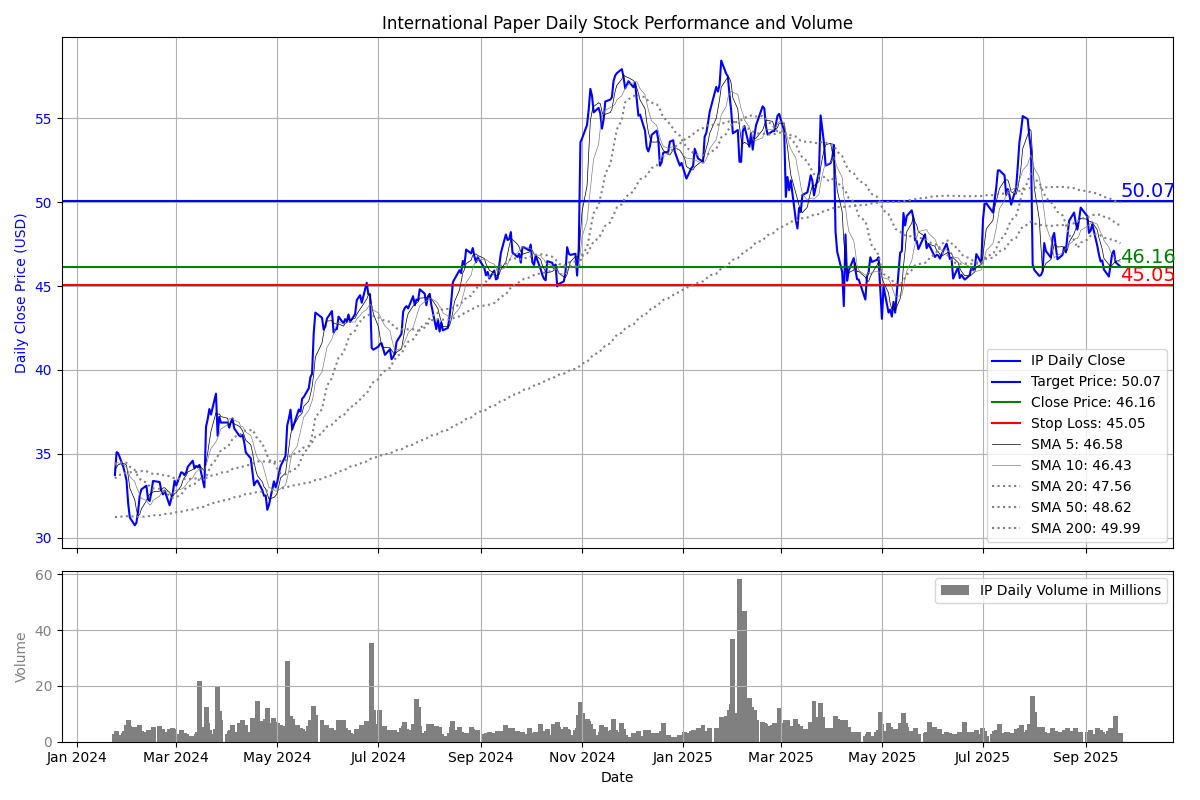 International Paper Daily Stock Performance and Volume
Daily Close Price (USD)
55
50
45
40
35
30
50.07
46.16
45.05
IP Daily Close
Target Price: 50.07
Close Price: 46.16
Stop Loss: 45.05
SMA 5: 46.58
SMA 10: 46.43
SMA 20: 47.56
SMA 50: 48.62
SMA 200: 49.99
Volume
60
40
20
0
IP Daily Volume in Millions
Jan 2024 Mar 2024 May 2024 Jul 2024 Sep 2024 Nov 2024 Jan 2025 Mar 2025 May 2025 Jul 2025 Sep 2025
Date